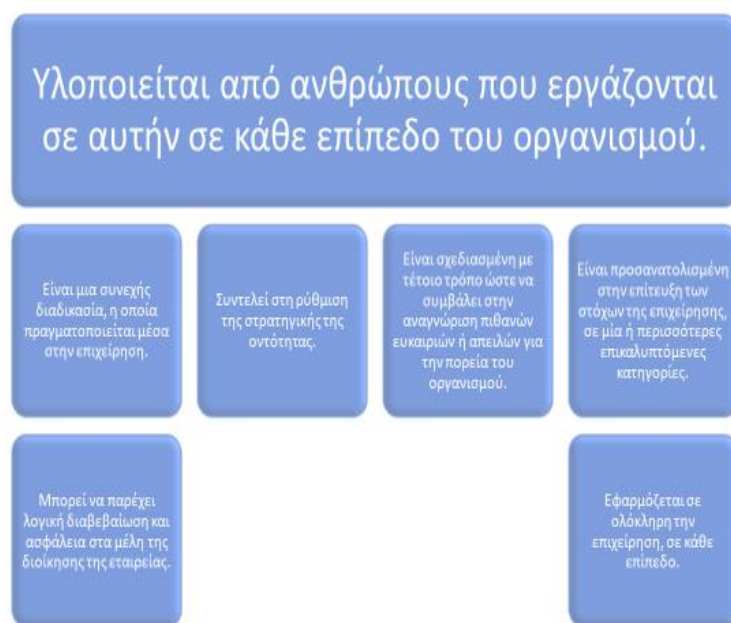 Υλοποιείται από ανθρώπους που εργάζονται
σε αυτήν σε κάθε επίπεδο του οργανισμού.
Είναι μια συνεχής
διαδικασία, η οποία
πραγματοποιείται μέσα
στην επιχείρηση.
Συντελεί στη ρύθμιση
της στρατηγικής της
οντότητας.
Είναι σχεδιασμένη με
τέτοιο τρόπο ώστε να
συμβάλει στην
αναγνώριση πιθανών
ευκαιριών ή απειλών για
την πορεία του
οργανισμού.
Είναι προσανατολισμένη
στην επίτευξη των
στόχων της επιχείρησης,
σε μία ή περισσότερες
επικαλυπτόμενες
κατηγορίες.
Μπορεί να παρέχει
λογική διαβεβαίωση και
ασφάλεια στα μέλη της
διοίκησης της εταιρείας.
Εφαρμόζεται σε
ολόκληρη την
επιχείρηση, σε κάθε
επίπεδο.